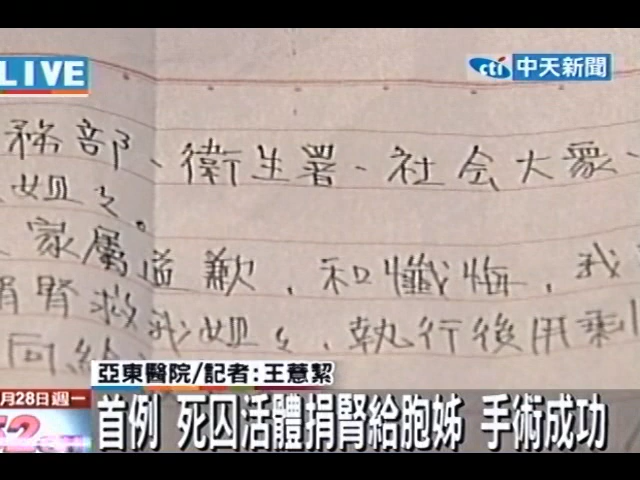 LIVE
cti 中天新聞
務部、衛生署、社会大眾、
姐々。
家屬道歉，和懺悔，我
捐腎救我姐々，執行後用剩
亞東醫院/記者:王薏絜
月28日週一
首例 死囚活體捐腎給胞姊 手術成功